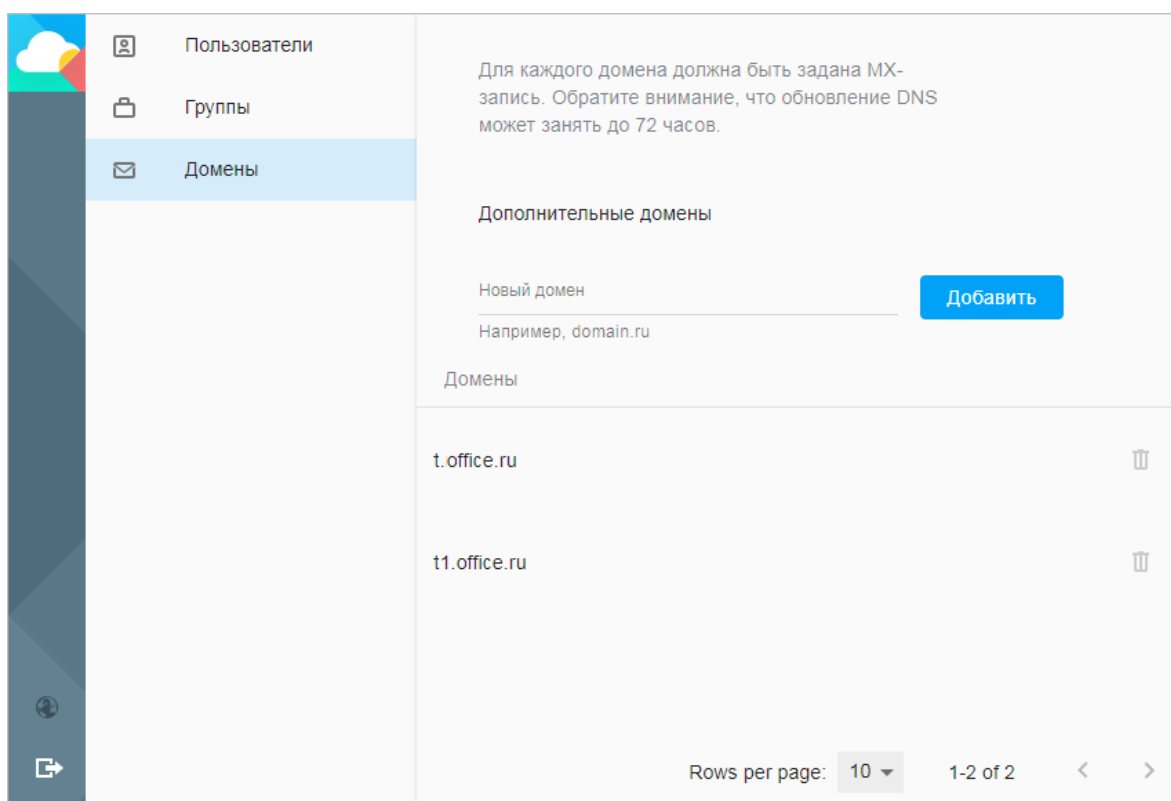 Пользователи
Группы
Домены
Для каждого домена должна быть задана MX-
запись. Обратите внимание, что обновление DNS
может занять до 72 часов.
Дополнительные домены
Новый домен
Добавить
Например, domain.ru
Домены
t.office.ru
t1.office.ru
Rows per page: 10 1-2 of 2